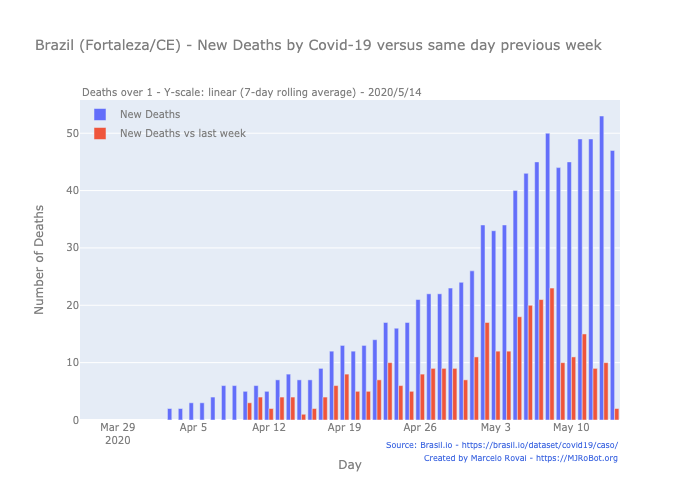 Brazil (Fortaleza/CE) - New Deaths by Covid-19 versus same day previous week
Deaths over 1 - Y-scale: linear (7-day rolling average) - 2020/5/14
New Deaths
New Deaths vs last week
50
40
30
20
10
0
Number of Deaths
Mar 29 Apr 5 Apr 12 Apr 19 Apr 26 May 3 May 10
2020
Day
Source: Brasil.io - https://brasil.io/dataset/covid19/caso/
Created by Marcelo Rovai - https://MJRoBot.org